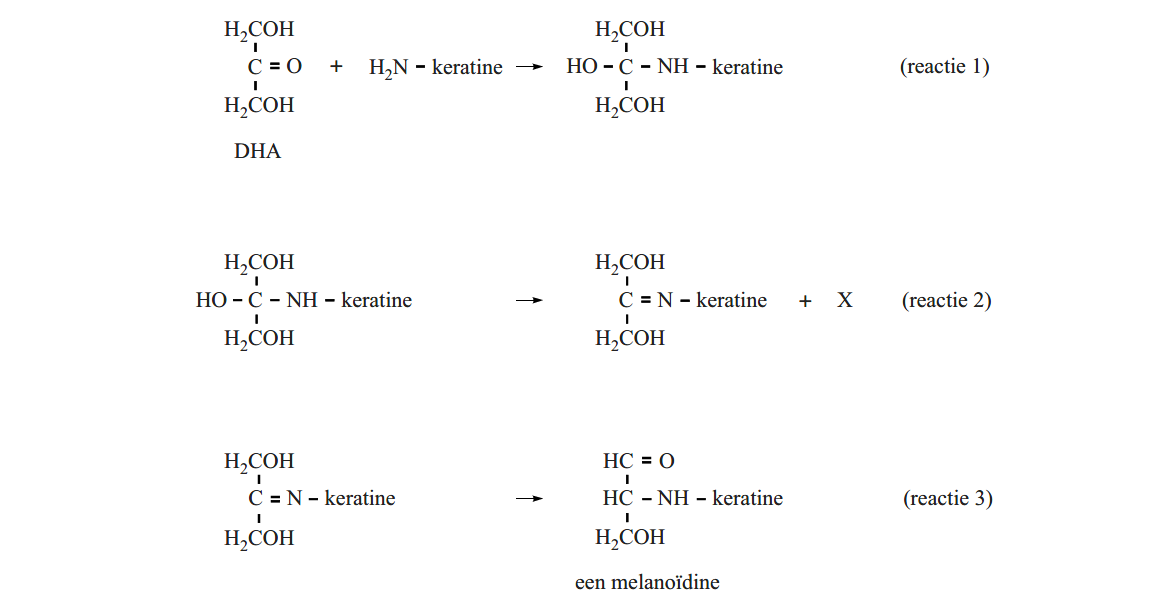 H₂COH H₂COH
C = O + H₂N – keratine → HO – C – NH – keratine (reactie 1)
H₂COH H₂COH
DHA
H₂COH H₂COH
HO – C – NH – keratine → C = N – keratine + X (reactie 2)
H₂COH H₂COH
H₂COH HC = O
C = N – keratine → HC – NH – keratine (reactie 3)
H₂COH H₂COH
een melanoïdine